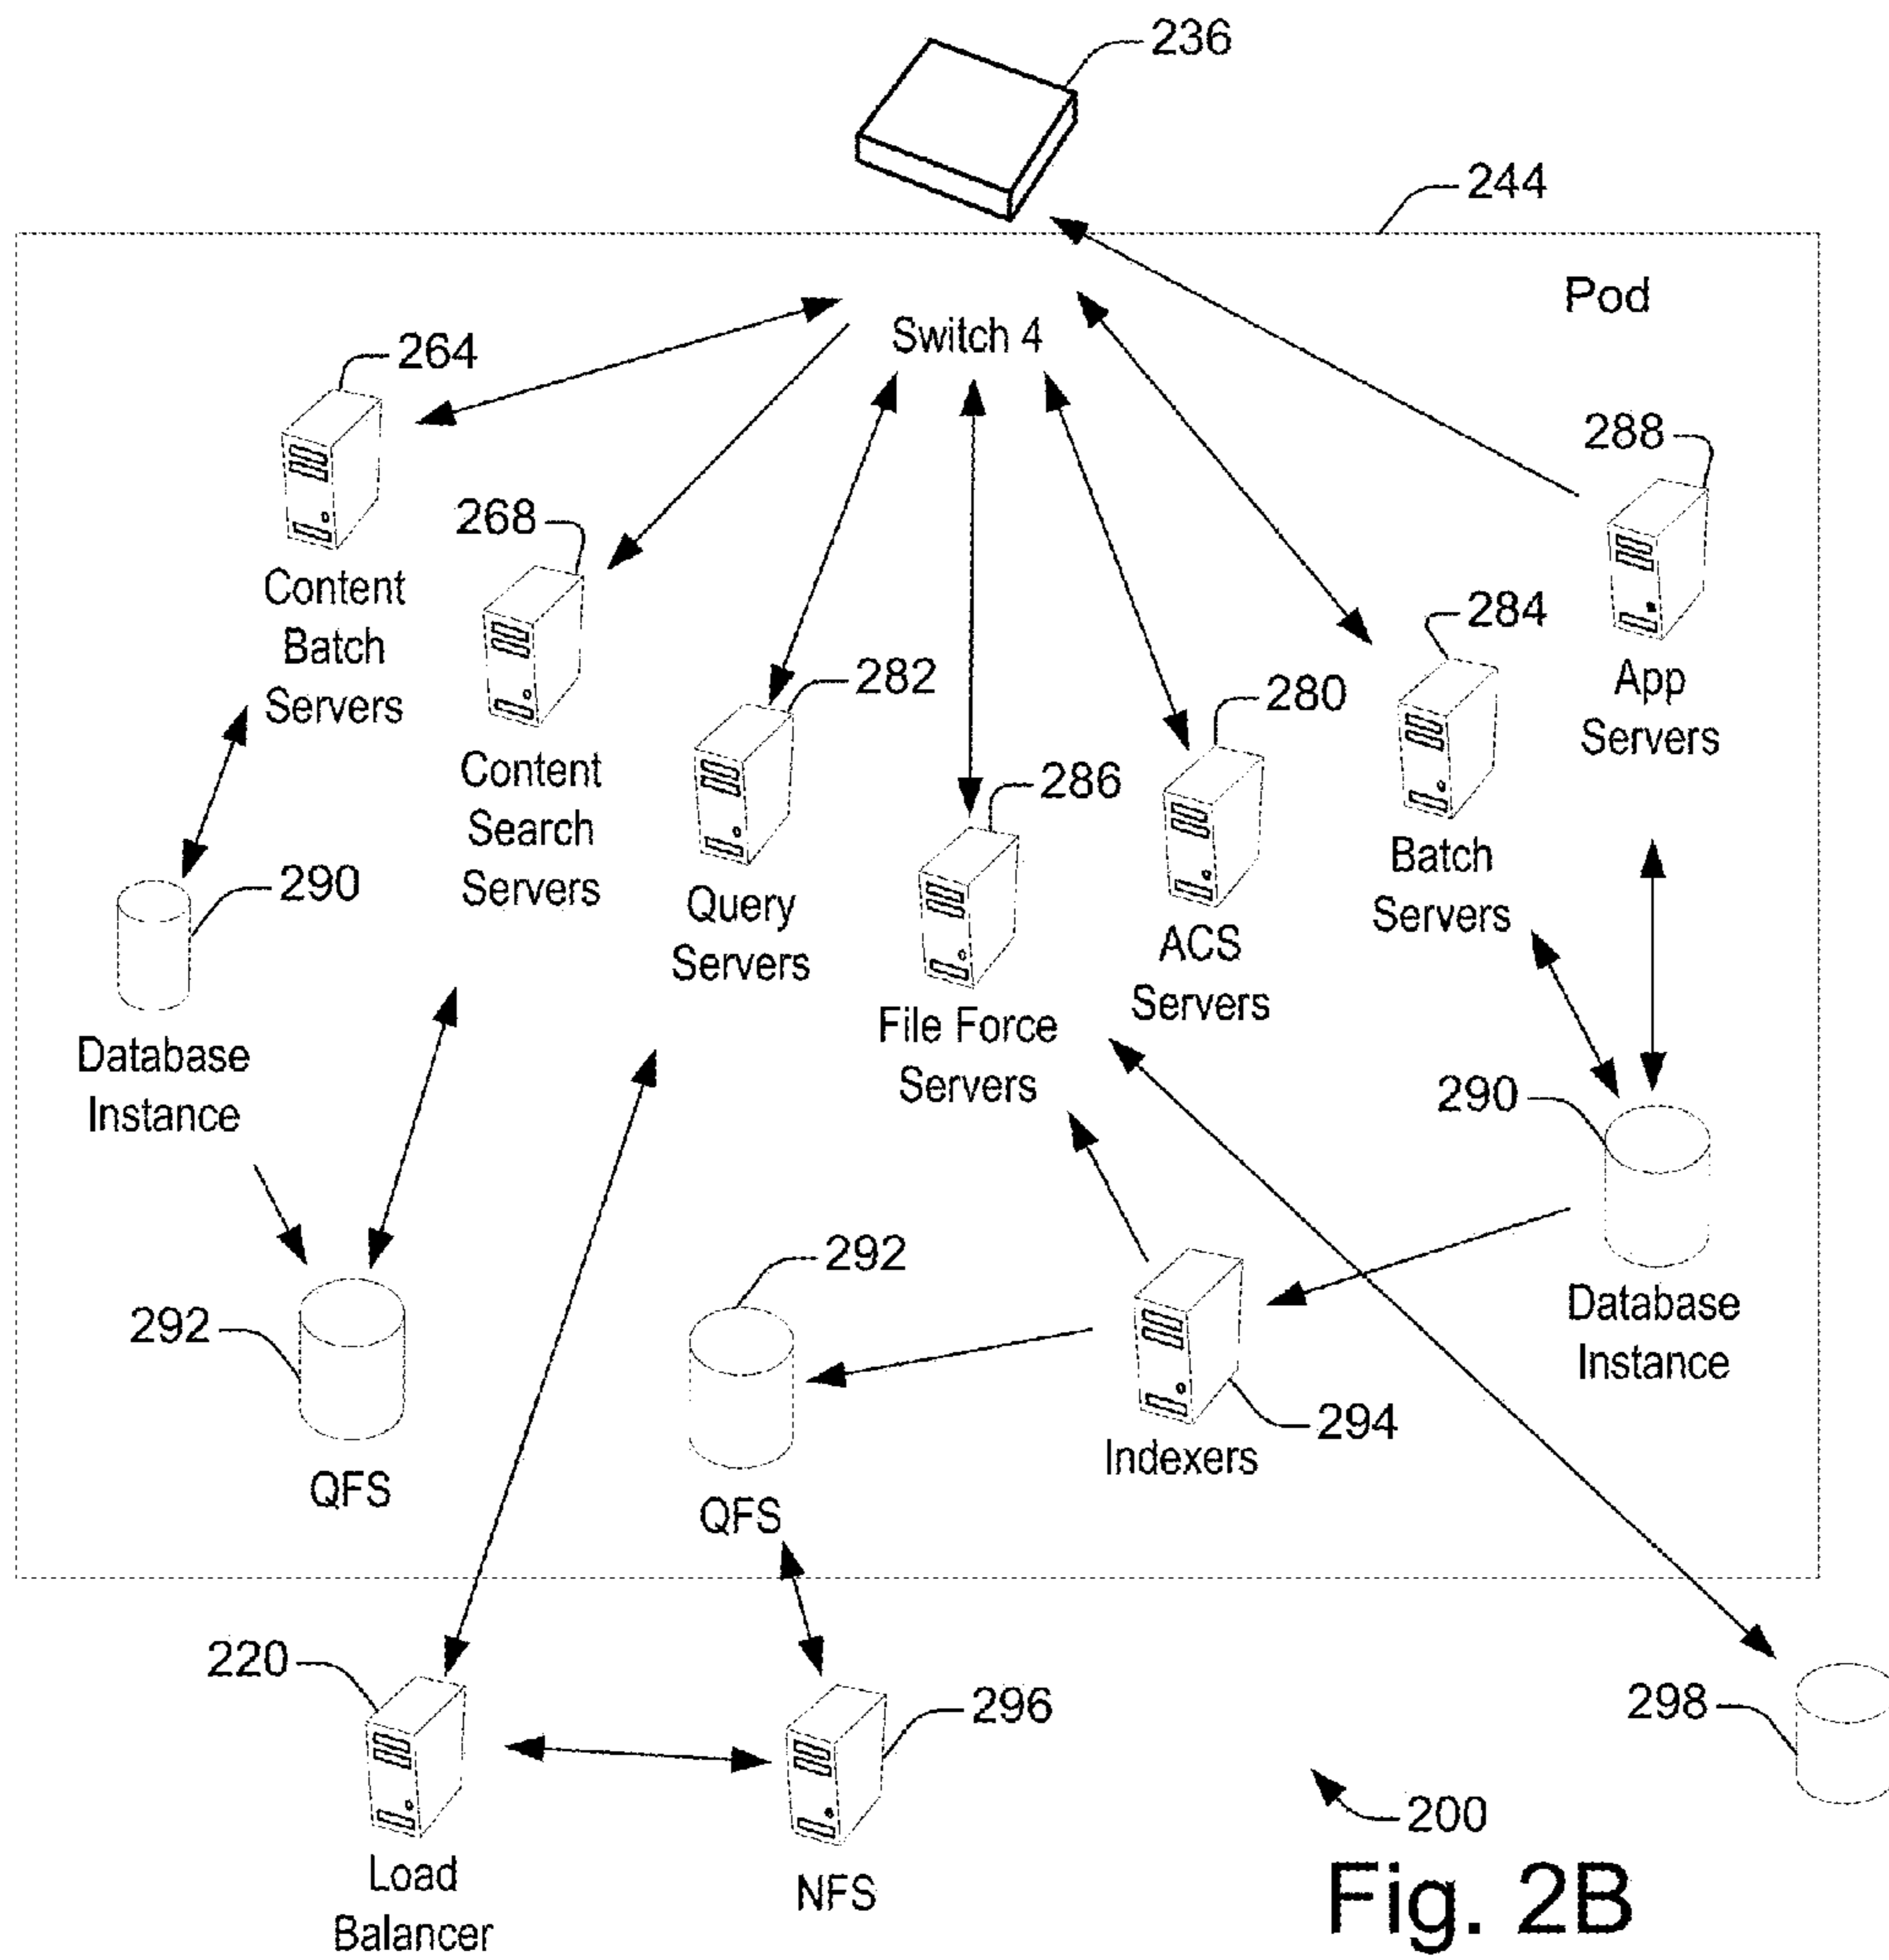 236
244
Pod
Switch 4
264
288
268
Content
Batch
Servers
284
282
280
App
Servers
Content
Search
Servers
286
Batch
Servers
290
Query
Servers
ACS
Servers
File Force
Servers
Database
Instance
290
292
292
Database
Instance
294
Indexers
QFS
QFS
220
296
298
200
Load
Balancer
NFS
Fig. 2B